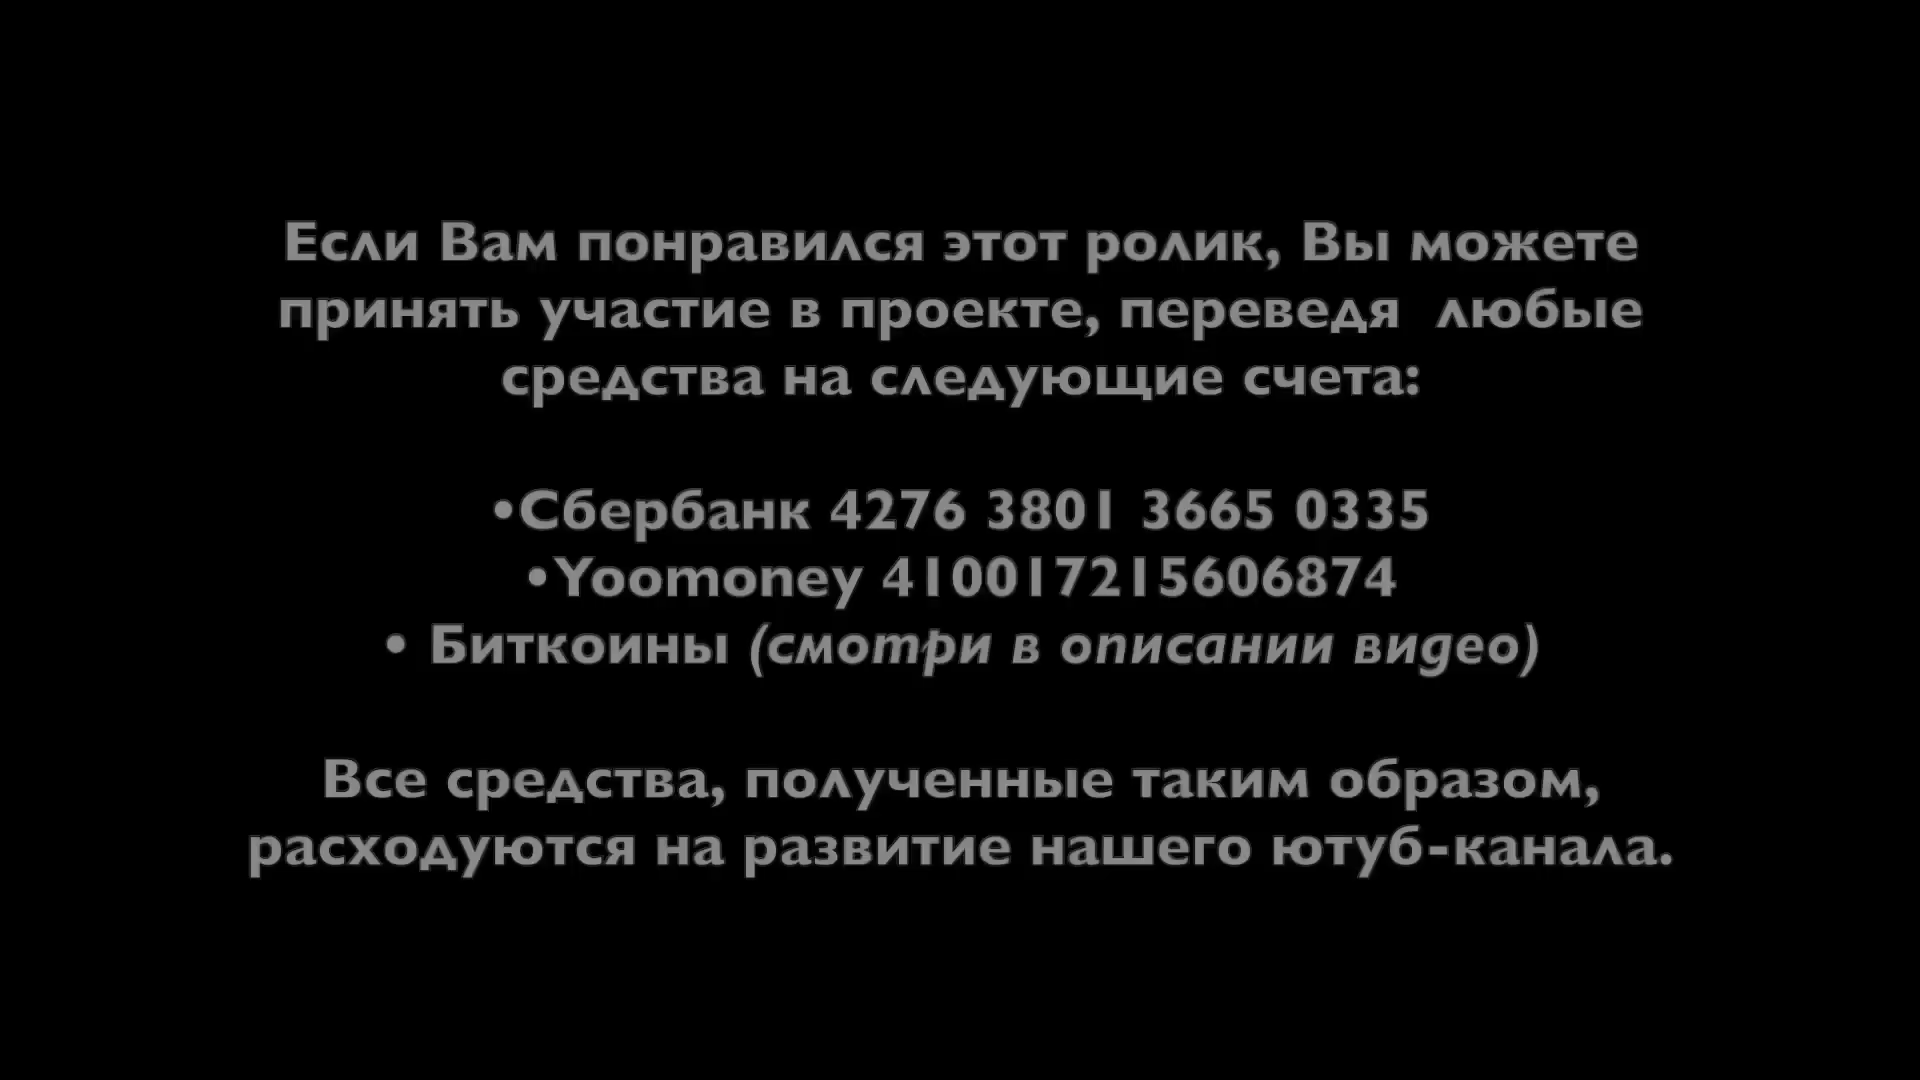 Если Вам понравился этот ролик, Вы можете
принять участие в проекте, переведя  любые
средства на следующие счета:
•Сбербанк 4276 3801 3665 0335
•Yoomoney 410017215606874
• Биткоины (смотри в описании видео)
Все средства, полученные таким образом,
расходуются на развитие нашего ютуб-канала.